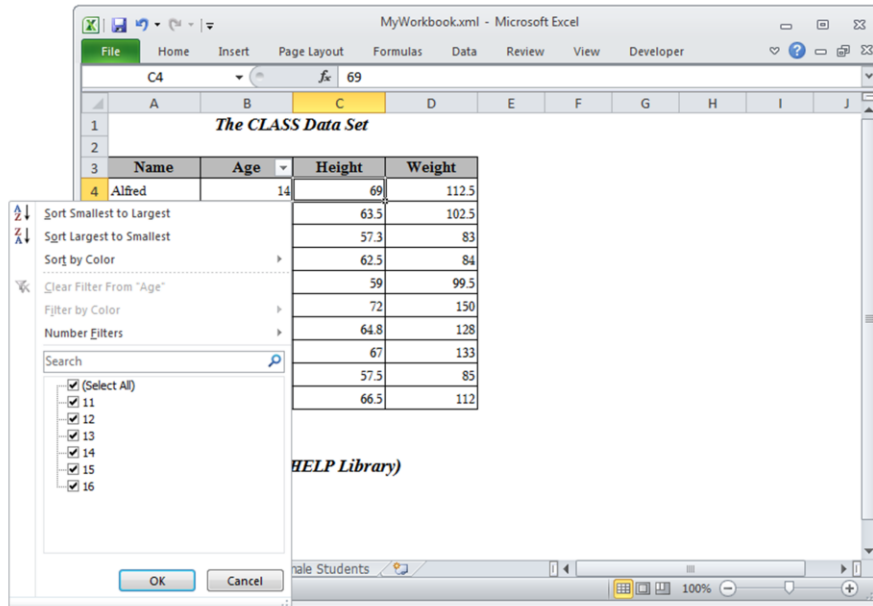 MyWorkbook.xml - Microsoft Excel
File Home Insert Page Layout Formulas Data Review View Developer
C4 fx 69
A B C D E F G H I J
1 The CLASS Data Set
2
3 Name Age Height Weight
4 Alfred 14 69 112.5
Sort Smallest to Largest 63.5 102.5
Sort Largest to Smallest 57.3 83
Sort by Color 62.5 84
Clear Filter From "Age" 59 99.5
Filter by Color 72 150
Number Filters 64.8 128
Search 67 133
(Select All) 57.5 85
11 66.5 112
12
13
14
15
16
HELP Library)
OK Cancel
Students
100%